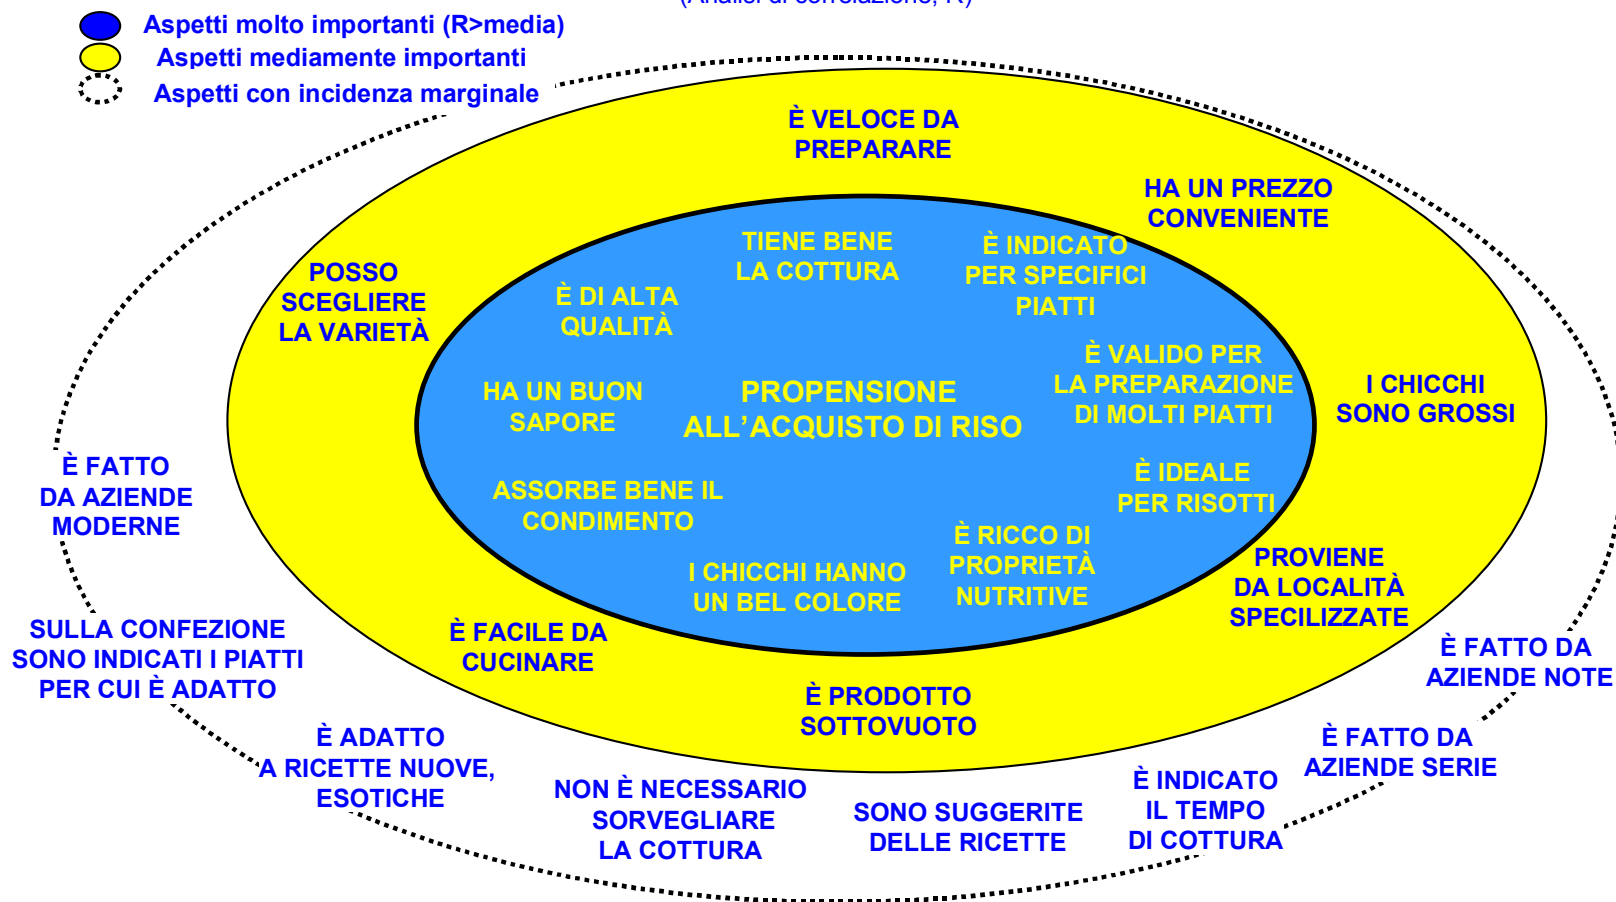 (Analisi di correlazione, R)
Aspetti molto importanti (R>media)
Aspetti mediamente importanti
Aspetti con incidenza marginale
È VELOCE DA
PREPARARE
HA UN PREZZO
CONVENIENTE
POSSO
SCEGLIERE
LA VARIETÀ
TIENE BENE
LA COTTURA
È INDICATO
PER SPECIFICI
PIATTI
È DI ALTA
QUALITÀ
È VALIDO PER
LA PREPARAZIONE
DI MOLTI PIATTI
HA UN BUON
SAPORE
PROPENSIONE
ALL'ACQUISTO DI RISO
I CHICCHI
SONO GROSSI
È FATTO
DA AZIENDE
MODERNE
ASSORBE BENE IL
CONDIMENTO
È IDEALE
PER RISOTTI
È RICCO DI
PROPRIETÀ
NUTRITIVE
I CHICCHI HANNO
UN BEL COLORE
PROVIENE
DA LOCALITÀ
SPECILIZZATE
SULLA CONFEZIONE
SONO INDICATI I PIATTI
PER CUI È ADATTO
È FACILE DA
CUCINARE
È FATTO DA
AZIENDE NOTE
È PRODOTTO
SOTTOVUOTO
È ADATTO
A RICETTE NUOVE,
ESOTICHE
È FATTO DA
AZIENDE SERIE
NON È NECESSARIO
SORVEGLIARE
LA COTTURA
SONO SUGGERITE
DELLE RICETTE
È INDICATO
IL TEMPO
DI COTTURA